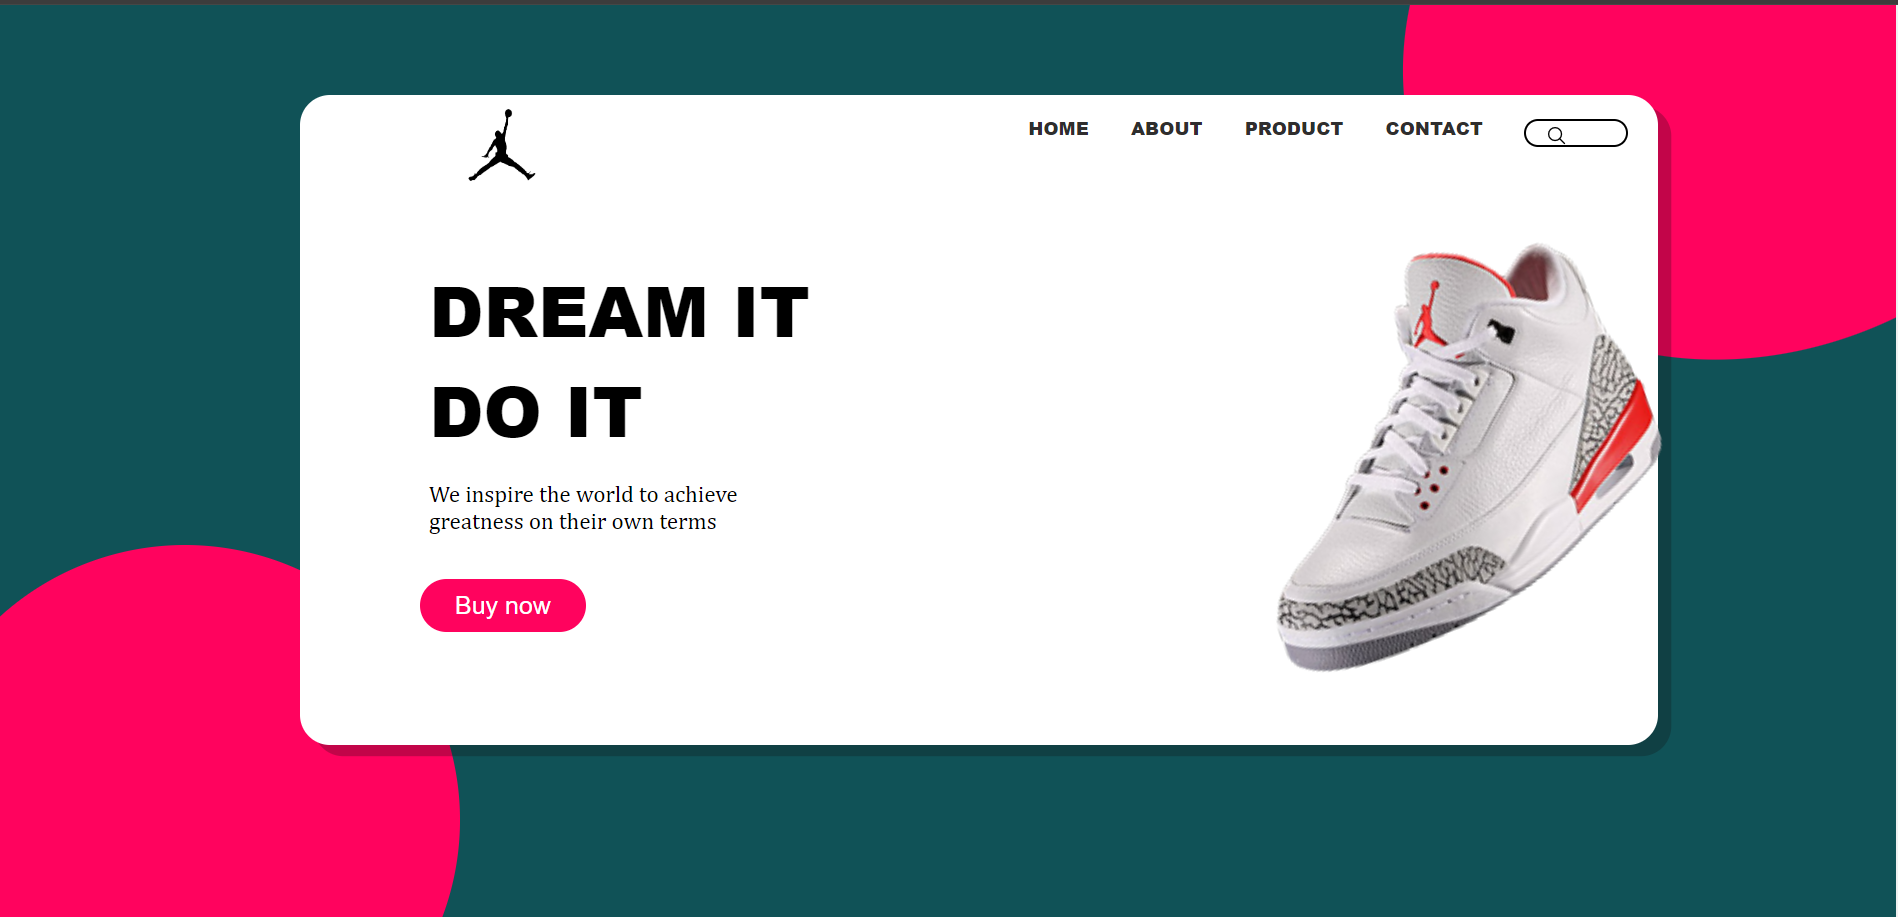 HOME ABOUT PRODUCT CONTACT
DREAM IT
DO IT
We inspire the world to achieve
greatness on their own terms
Buy now